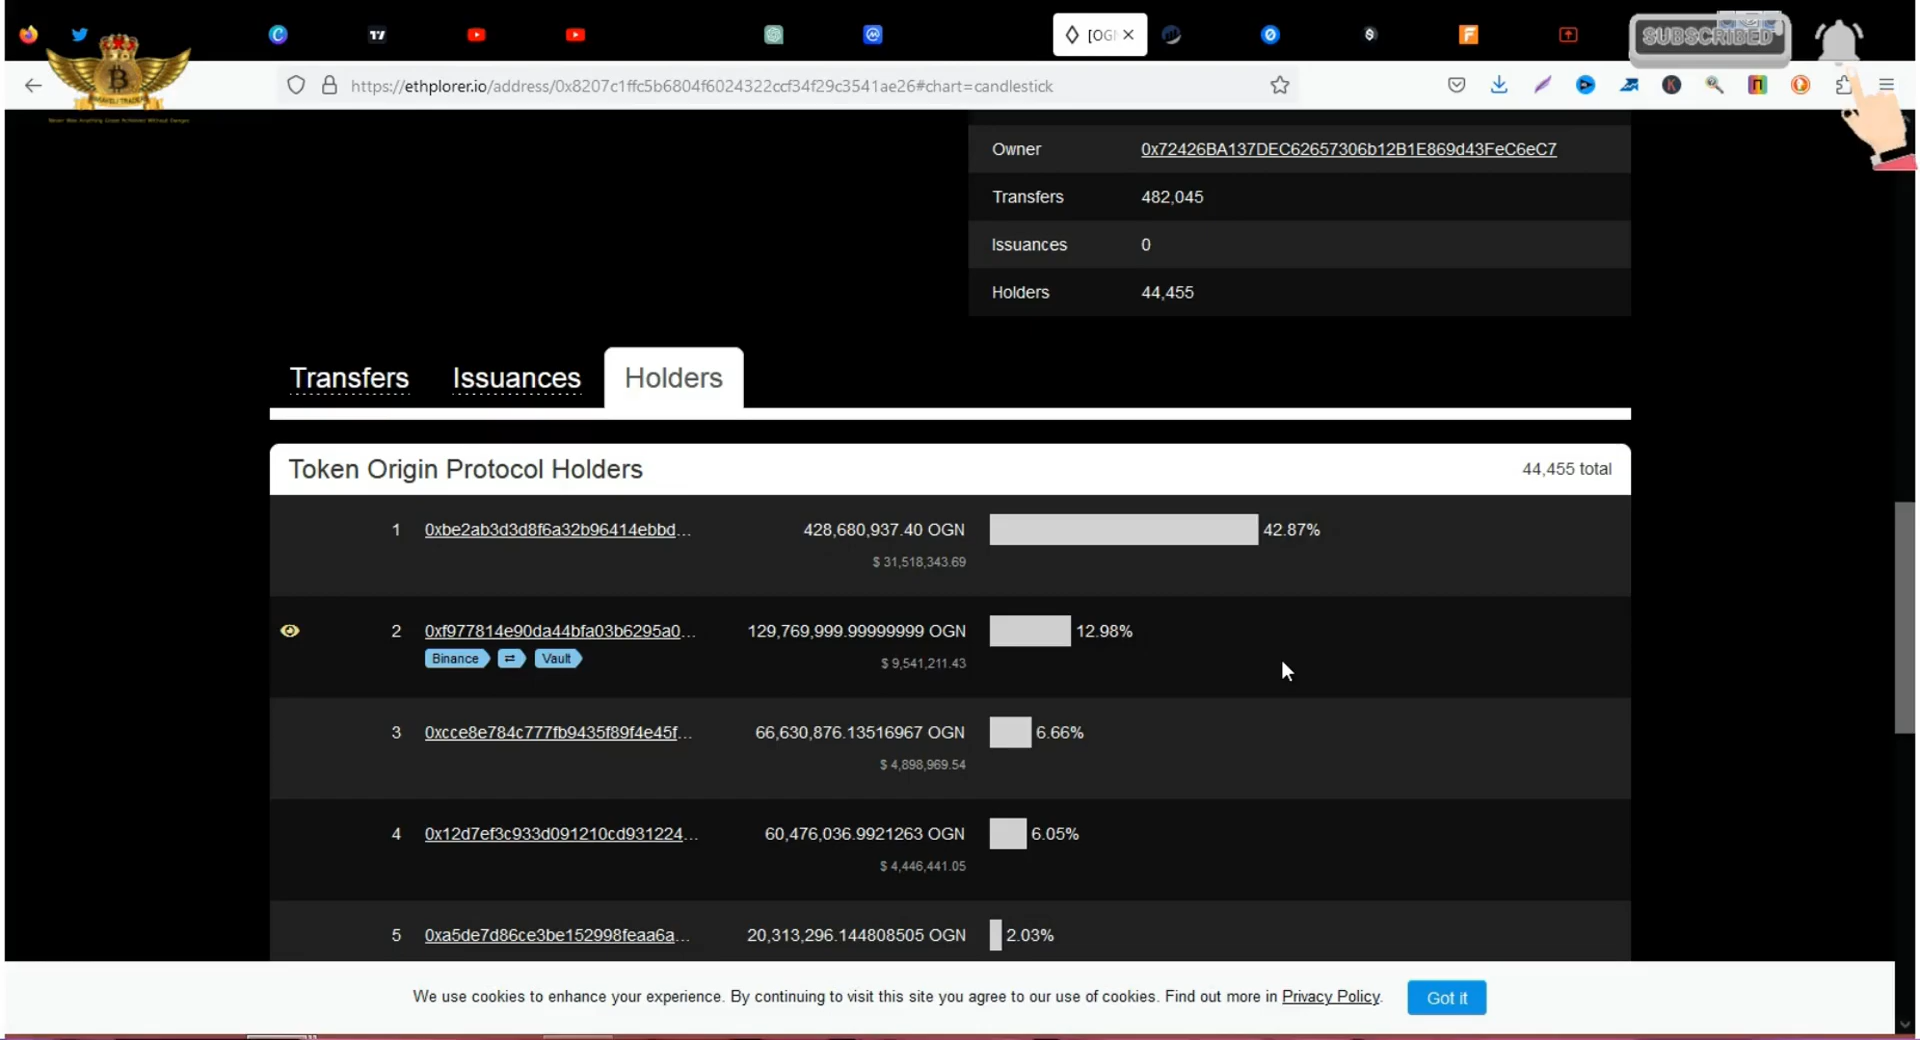 [OGN
SUBSCRIBED
https://ethplorer.io/address/0x8207c1ffc5b6804f6024322ccf34f29c3541ae26#chart=candlestick
Owner 0x72426BA137DEC62657306b12B1E869d43FeC6eC7
Transfers 482,045
Issuances 0
Holders 44,455
Transfers Issuances Holders
Token Origin Protocol Holders 44,455 total
1 0xbe2ab3d3d8f6a32b96414ebbd... 428,680,937.40 OGN 42.87%
$ 31,518,343.69
2 0xf977814e90da44bfa03b6295a0... 129,769,999.99999999 OGN 12.98%
Binance ⇄ Vault $ 9,541,211.43
3 0xcce8e784c777fb9435f89f4e45f... 66,630,876.13516967 OGN 6.66%
$ 4,898,969.54
4 0x12d7ef3c933d091210cd931224... 60,476,036.9921263 OGN 6.05%
$ 4,446,441.05
5 0xa5de7d86ce3be152998feaa6a... 20,313,296.144808505 OGN 2.03%
We use cookies to enhance your experience. By continuing to visit this site you agree to our use of cookies. Find out more in Privacy Policy. Got it